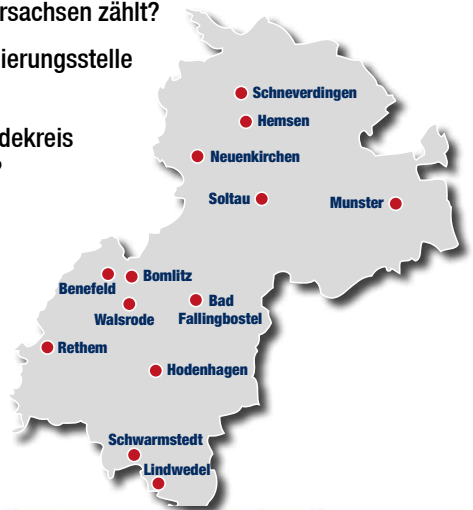 rsachsen zählt?
ierungsstelle
dekreis
Schneverdingen
Hemsen
Neuenkirchen
Soltau
Munster
Benefeld
Bomlitz
Walsrode
Bad
Fallingbostel
Rethem
Hodenhagen
Schwarmstedt
Lindwedel